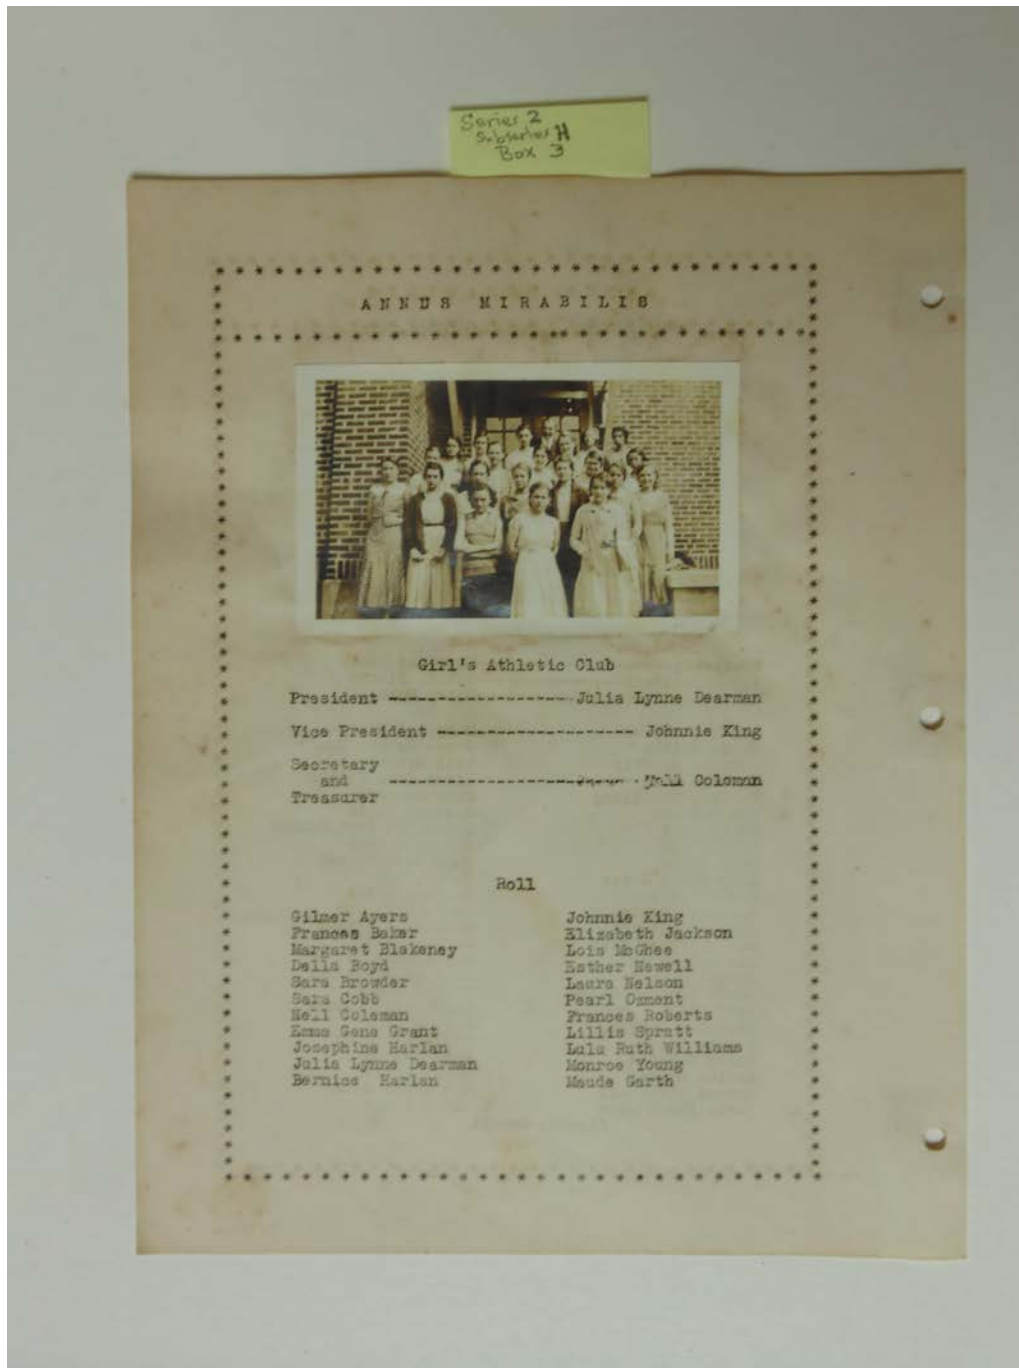 Series 2
Subseries H
Box 3
ANNUS MIRABILIS
Girl's Athletic Club
President ------------------- Julia Lynne Dearman
Vice President -------------------- Johnnie King
Secretary
and -------------------- Coleman
Treasurer
Roll
Gilmer Ayers
Frances Baker
Margaret Blakeney
Della Boyd
Sara Browder
Sara Cobb
Nell Coleman
Emma Gene Grant
Josephine Harlan
Julia Lynne Dearman
Bernice Harlan
Johnnie King
Elizabeth Jackson
Lois McGhee
Esther Newell
Laura Nelson
Pearl Ozment
Frances Roberts
Lillis Spratt
Lula Ruth Williams
Monroe Young
Maude Garth